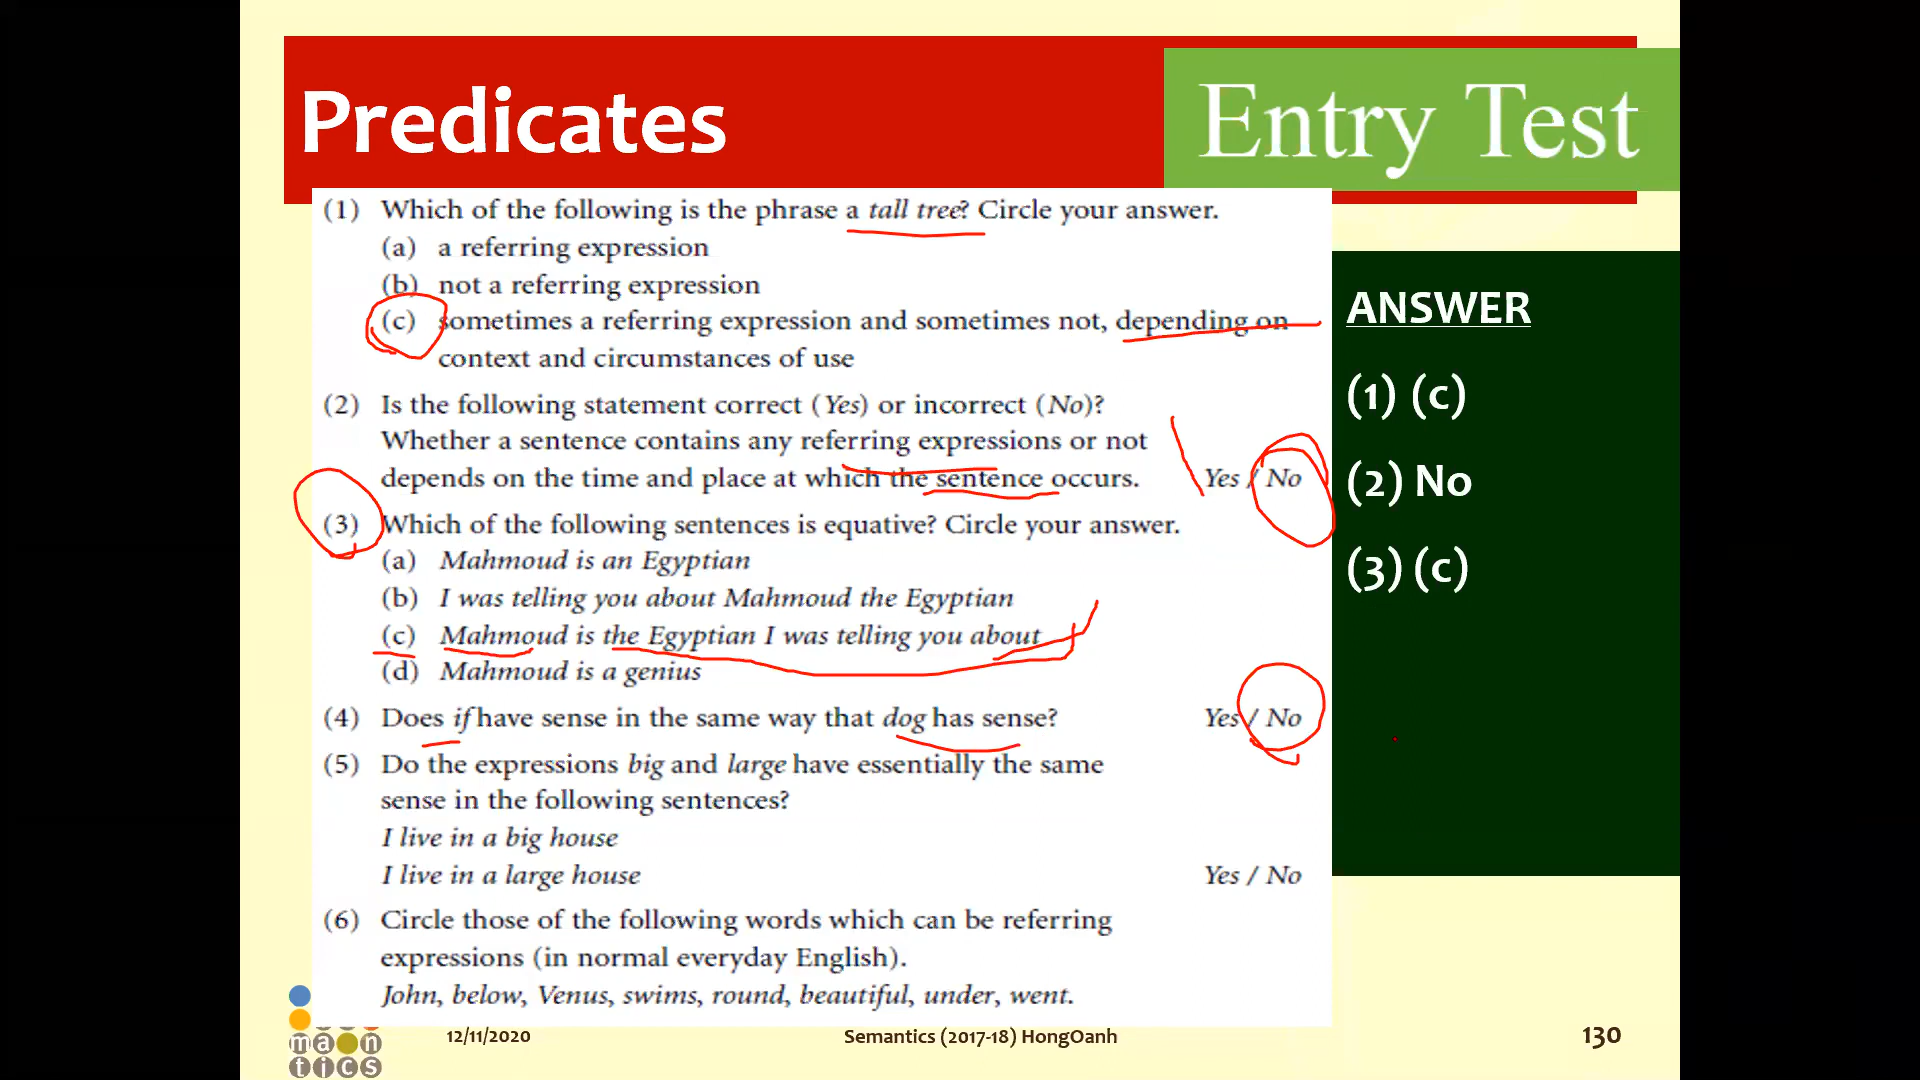 Predicates
Entry Test
(1) Which of the following is the phrase a tall tree? Circle your answer.
(a) a referring expression
(b) not a referring expression
(c) sometimes a referring expression and sometimes not, depending on
context and circumstances of use
(2) Is the following statement correct (Yes) or incorrect (No)?
Whether a sentence contains any referring expressions or not
depends on the time and place at which the sentence occurs. Yes / No
(3) Which of the following sentences is equative? Circle your answer.
(a) Mahmoud is an Egyptian
(b) I was telling you about Mahmoud the Egyptian
(c) Mahmoud is the Egyptian I was telling you about
(d) Mahmoud is a genius
(4) Does if have sense in the same way that dog has sense? Yes / No
(5) Do the expressions big and large have essentially the same
sense in the following sentences?
I live in a big house
I live in a large house Yes / No
(6) Circle those of the following words which can be referring
expressions (in normal everyday English).
John, below, Venus, swims, round, beautiful, under, went.
ANSWER
(1) (c)
(2) No
(3) (c)
man
tics
12/11/2020
Semantics (2017-18) HongOanh
130